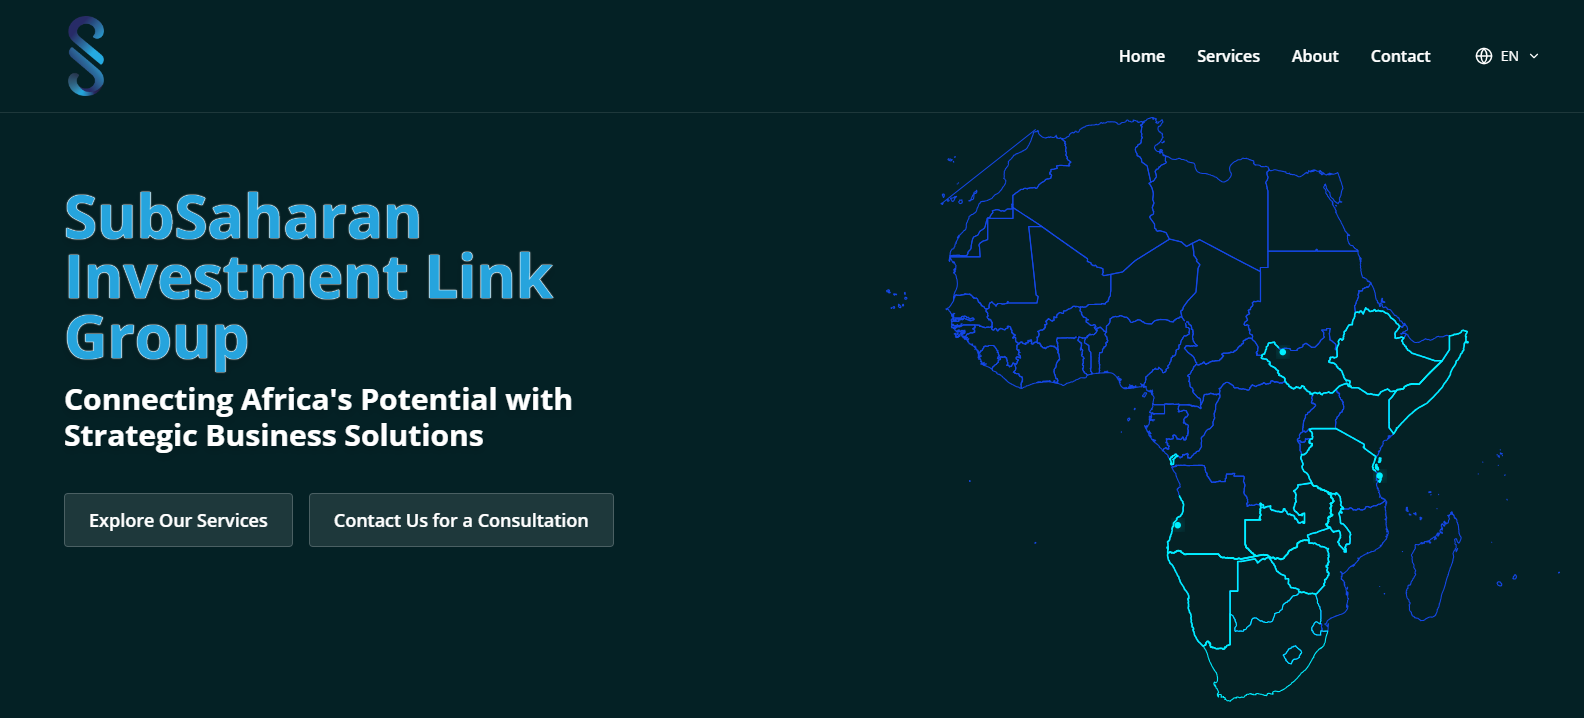 Home Services About Contact EN
SubSaharan
Investment Link
Group
Connecting Africa's Potential with
Strategic Business Solutions
Explore Our Services Contact Us for a Consultation